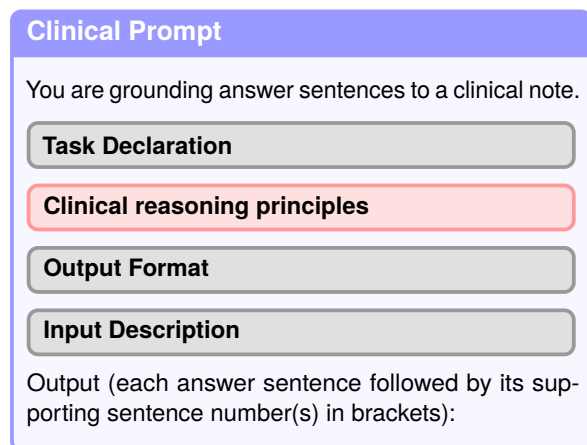 Clinical Prompt
You are grounding answer sentences to a clinical note.
Task Declaration
Clinical reasoning principles
Output Format
Input Description
Output (each answer sentence followed by its sup-
porting sentence number(s) in brackets):